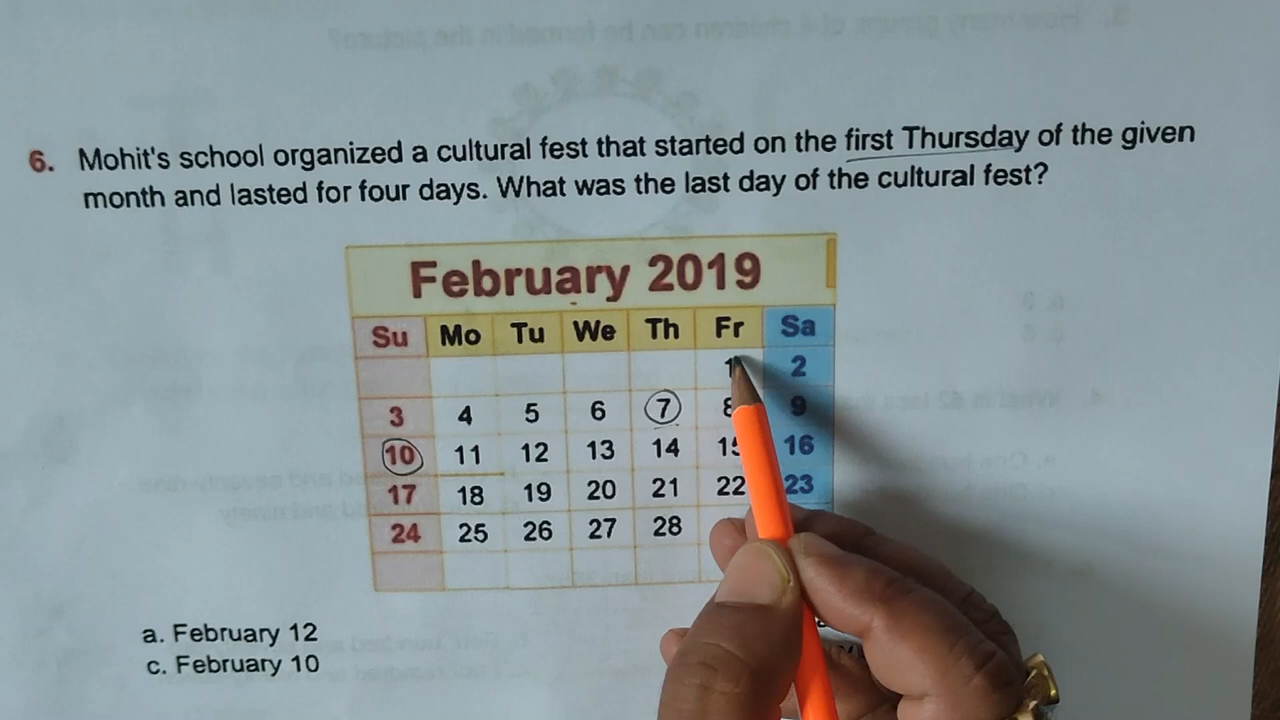 6. Mohit's school organized a cultural fest that started on the first Thursday of the given
month and lasted for four days. What was the last day of the cultural fest?
February 2019
Su Mo Tu We Th Fr Sa
1 2
3 4 5 6 7 8 9
10 11 12 13 14 15 16
17 18 19 20 21 22 23
24 25 26 27 28
a. February 12
c. February 10